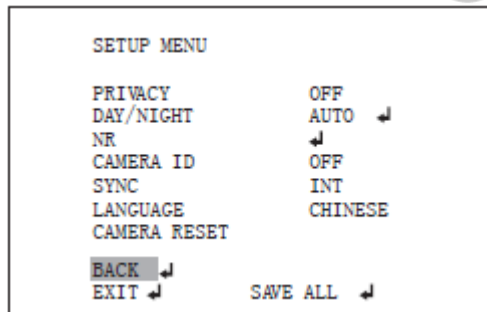 SETUP MENU
PRIVACY OFF
DAY/NIGHT AUTO ↲
NR ↲
CAMERA ID OFF
SYNC INT
LANGUAGE CHINESE
CAMERA RESET
BACK ↲
EXIT ↲ SAVE ALL ↲